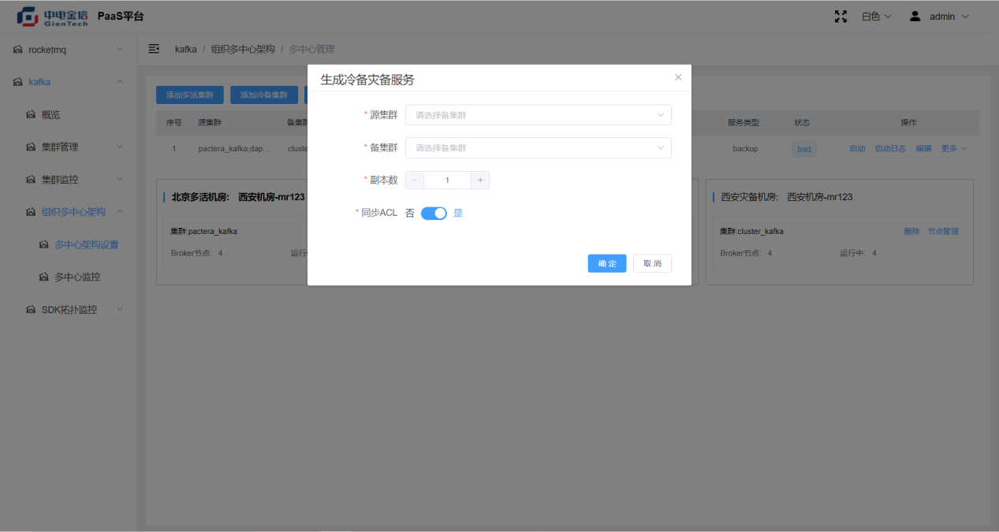 中电金信 GienTech PaaS平台 白色 admin
rocketmq
kafka / 组织多中心架构 / 多中心管理
kafka
概览
集群管理
集群监控
组织多中心架构
多中心架构设置
多中心监控
SDK拓扑监控
添加多活集群 添加冷备集群
序号 源集群 备集群 服务类型 状态 操作
1 pactera_kafka;dap... backup bad 启动 启动日志 编辑 更多
北京多活机房: 西安机房-mr123
集群:pactera_kafka
Broker节点: 4
西安灾备机房: 西安机房-mr123
集群:cluster_kafka 删除 节点管理
Broker节点: 4 运行中: 4
生成冷备灾备服务
* 源集群 请选择备集群
* 备集群 请选择备集群
* 副本数 − 1 +
* 同步ACL 否 是
确定 取消